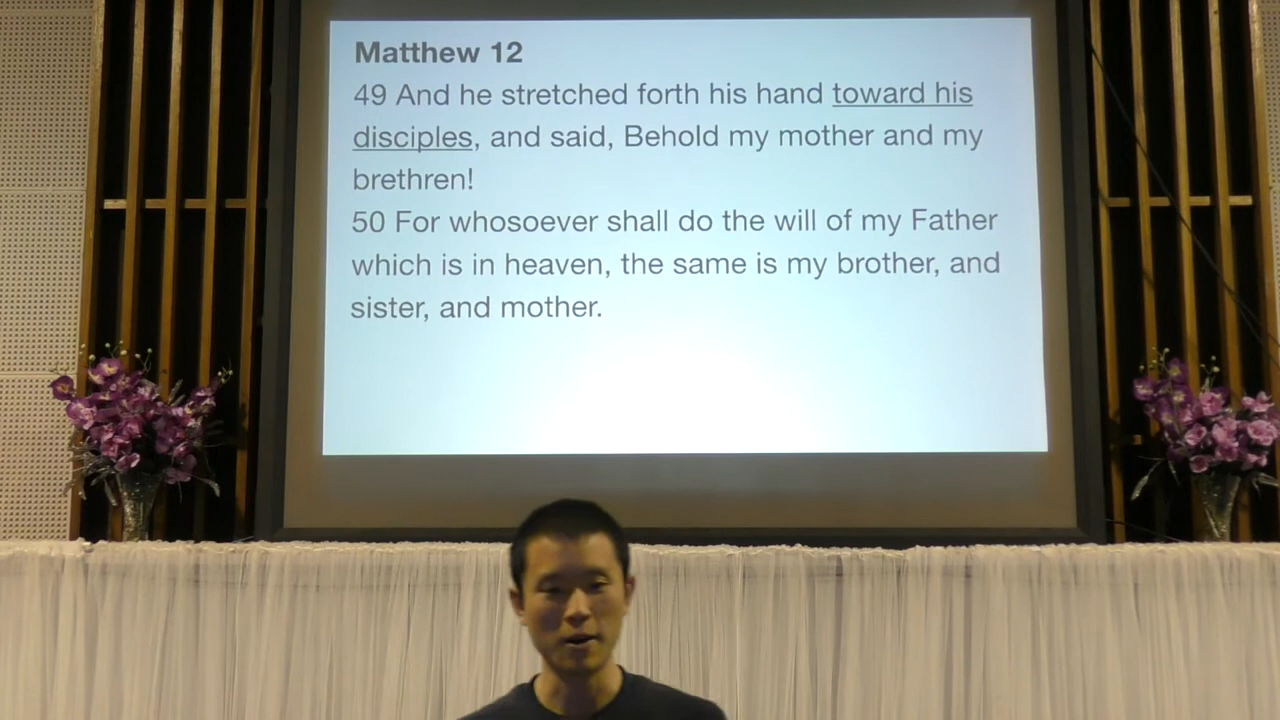 Matthew 12
49 And he stretched forth his hand toward his
disciples, and said, Behold my mother and my
brethren!
50 For whosoever shall do the will of my Father
which is in heaven, the same is my brother, and
sister, and mother.